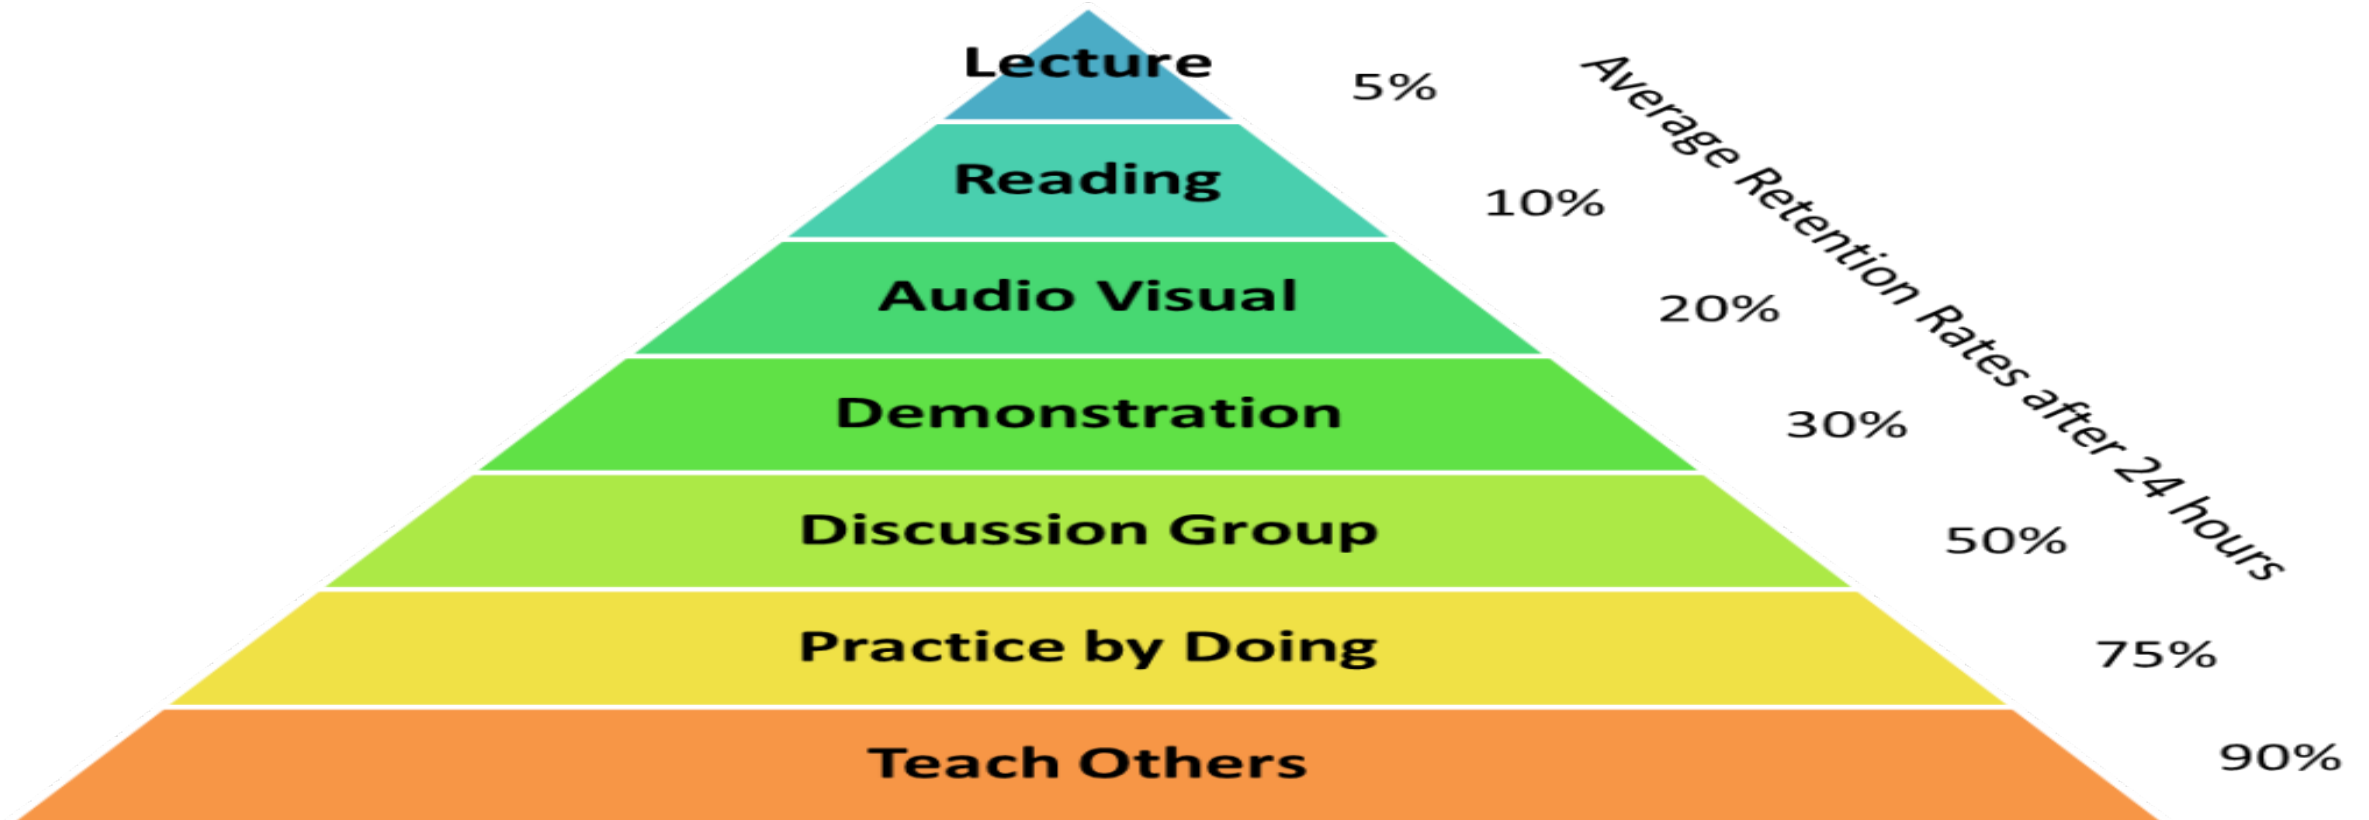 Lecture
5%
Reading
10%
Audio Visual
20%
Demonstration
30%
Discussion Group
50%
Practice by Doing
75%
Teach Others
90%
Average Retention Rates after 24 hours